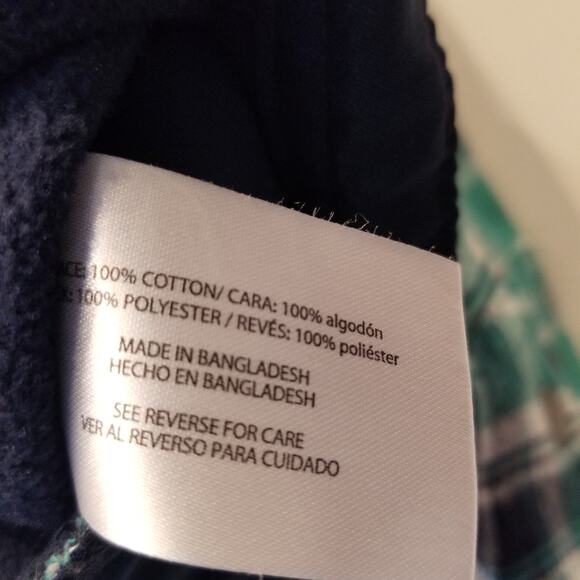 100% COTTON/ CARA: 100% algodón
100% POLYESTER / REVÉS: 100% poliéster
MADE IN BANGLADESH
HECHO EN BANGLADESH
SEE REVERSE FOR CARE
VER AL REVERSO PARA CUIDADO